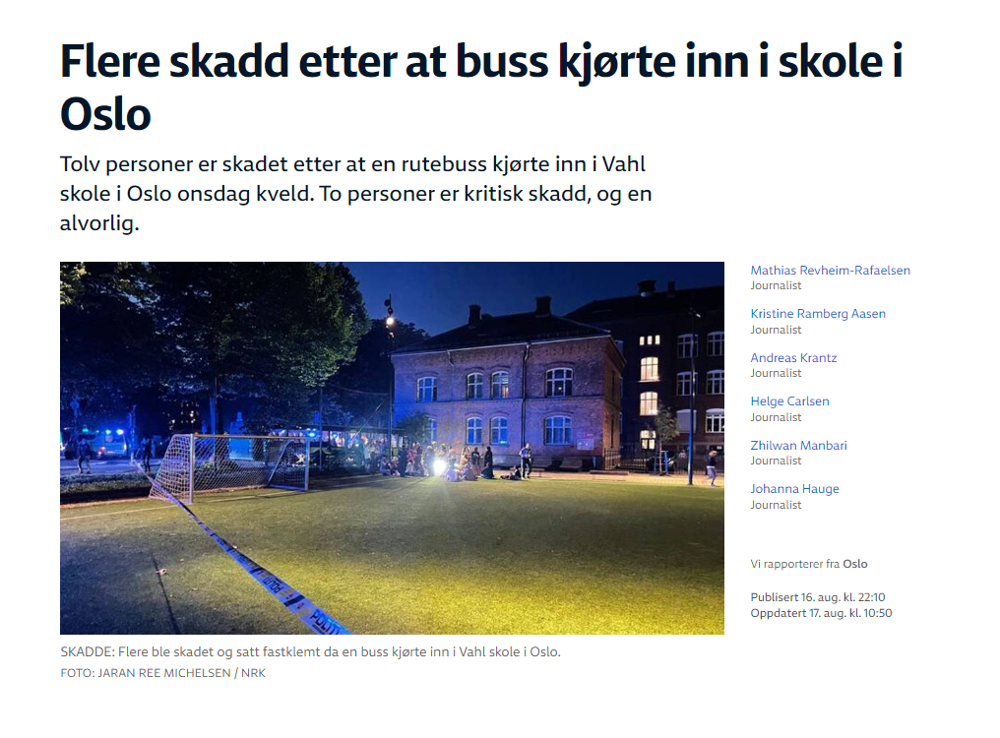 Flere skadd etter at buss kjørte inn i skole i
Oslo
Tolv personer er skadet etter at en rutebuss kjørte inn i Vahl
skole i Oslo onsdag kveld. To personer er kritisk skadd, og en
alvorlig.
Mathias Revheim-Rafaelsen
Journalist
Kristine Ramberg Aasen
Journalist
Andreas Krantz
Journalist
Helge Carlsen
Journalist
Zhilwan Manbari
Journalist
Johanna Hauge
Journalist
Vi rapporterer fra Oslo
Publisert 16. aug. kl. 22:10
Oppdatert 17. aug. kl. 10:50
POLITI
SKADDE: Flere ble skadet og satt fastklemt da en buss kjørte inn i Vahl skole i Oslo.
FOTO: JARAN REE MICHELSEN / NRK